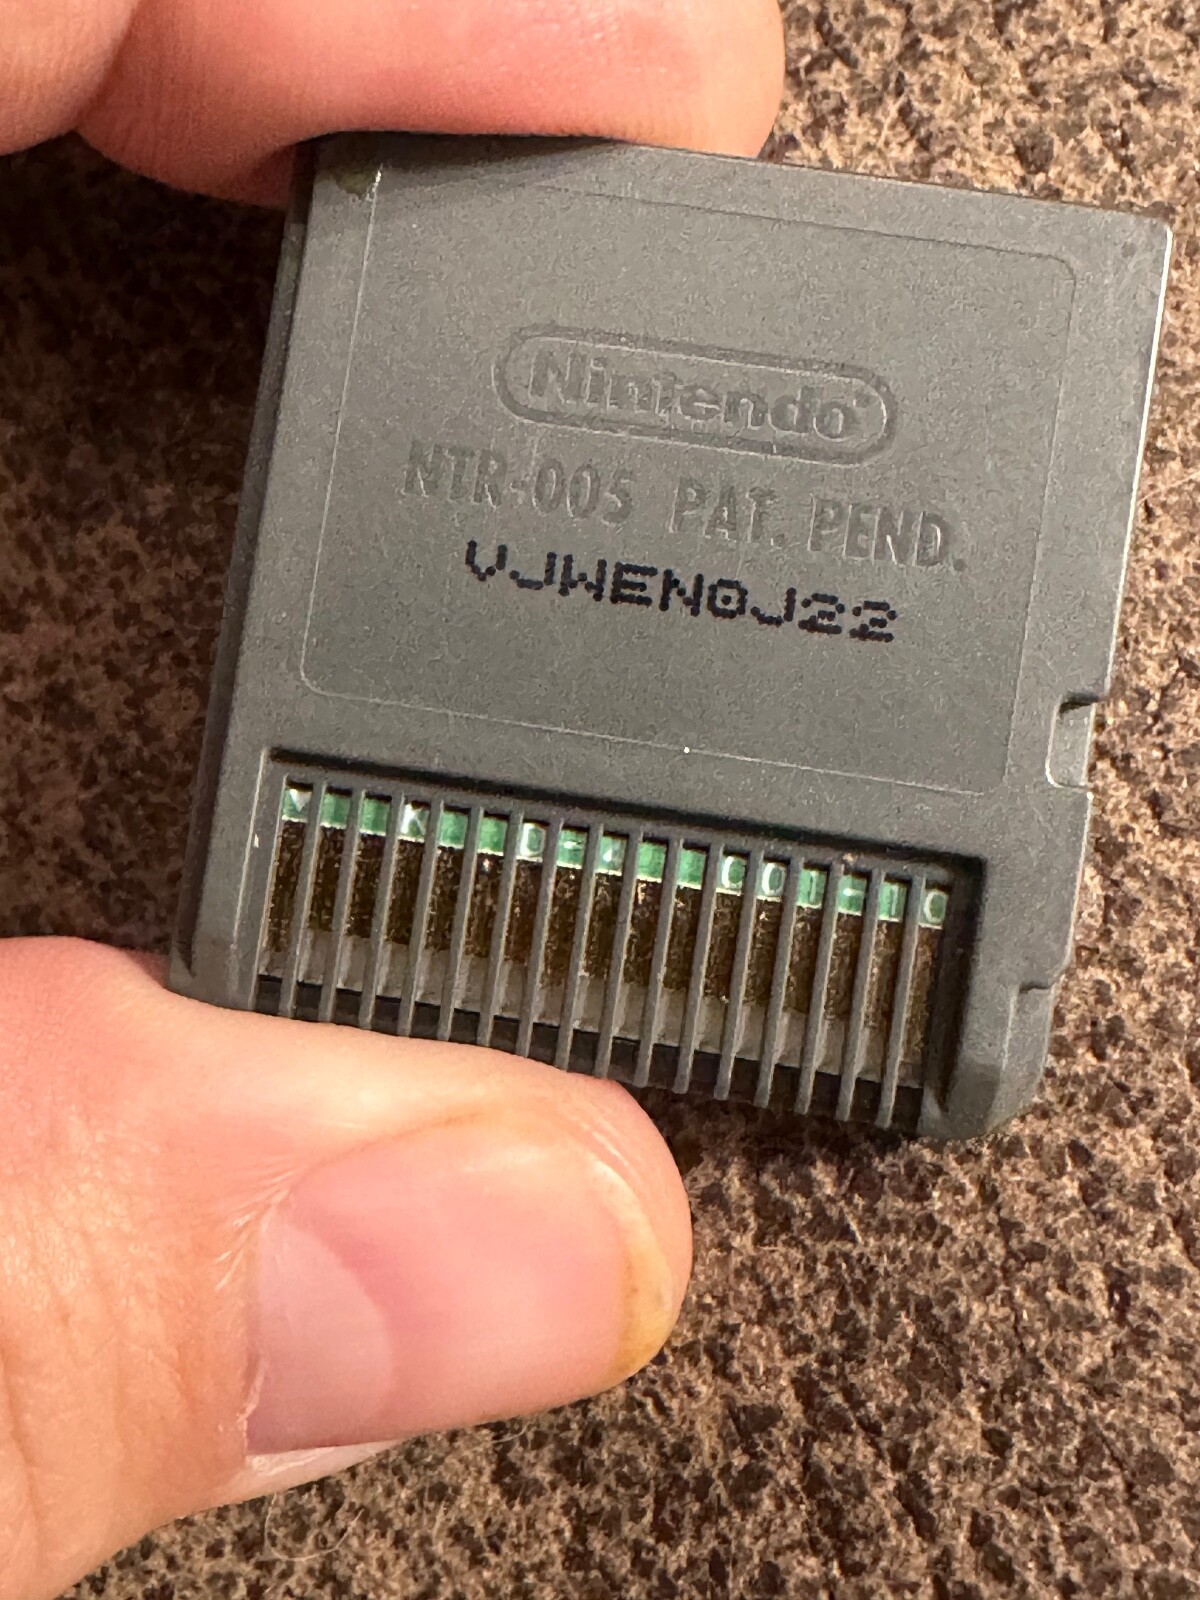 Nintendo®
NTR-005 PAT. PEND.
VJWEN0J22